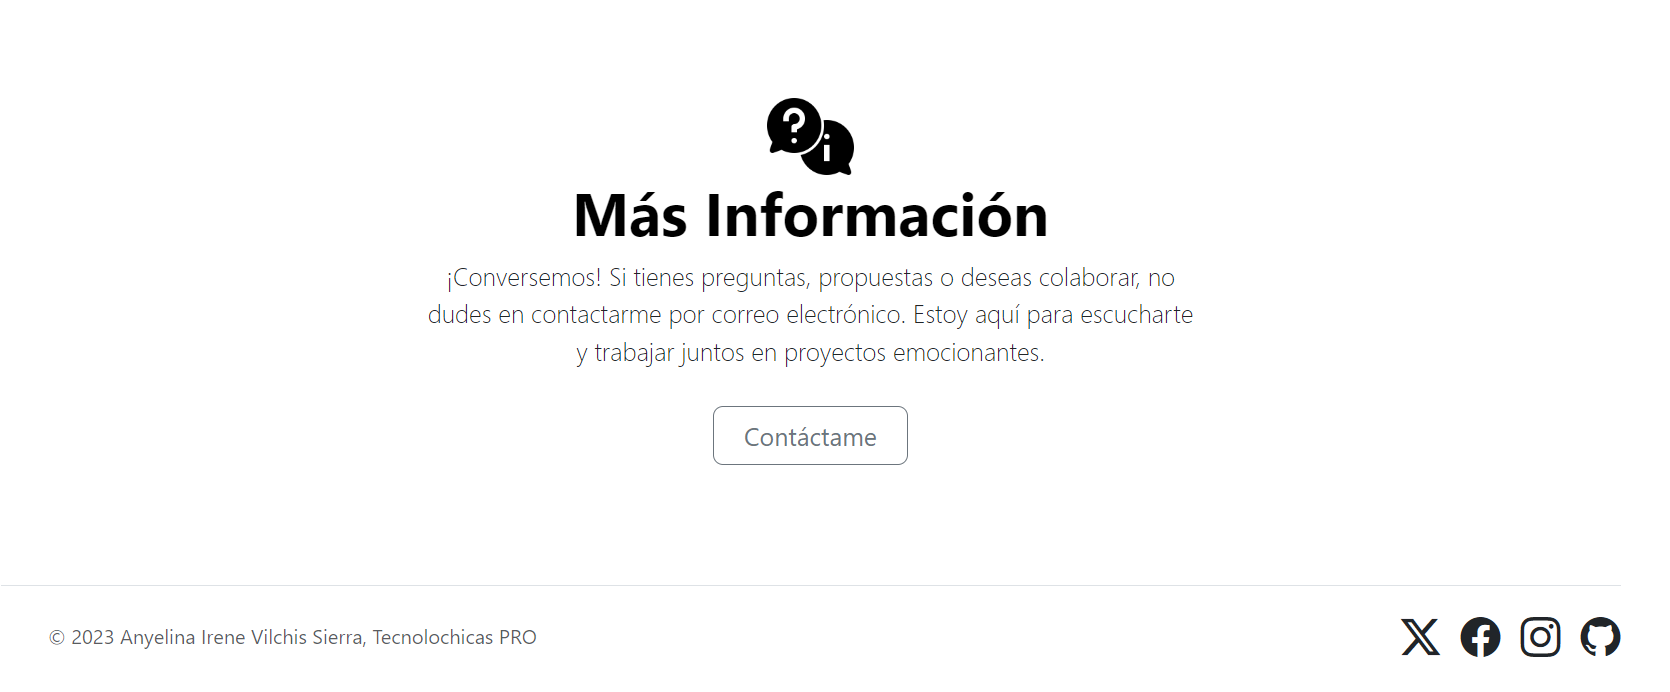 ? i
Más Información
¡Conversemos! Si tienes preguntas, propuestas o deseas colaborar, no
dudes en contactarme por correo electrónico. Estoy aquí para escucharte
y trabajar juntos en proyectos emocionantes.
Contáctame
© 2023 Anyelina Irene Vilchis Sierra, Tecnolochicas PRO